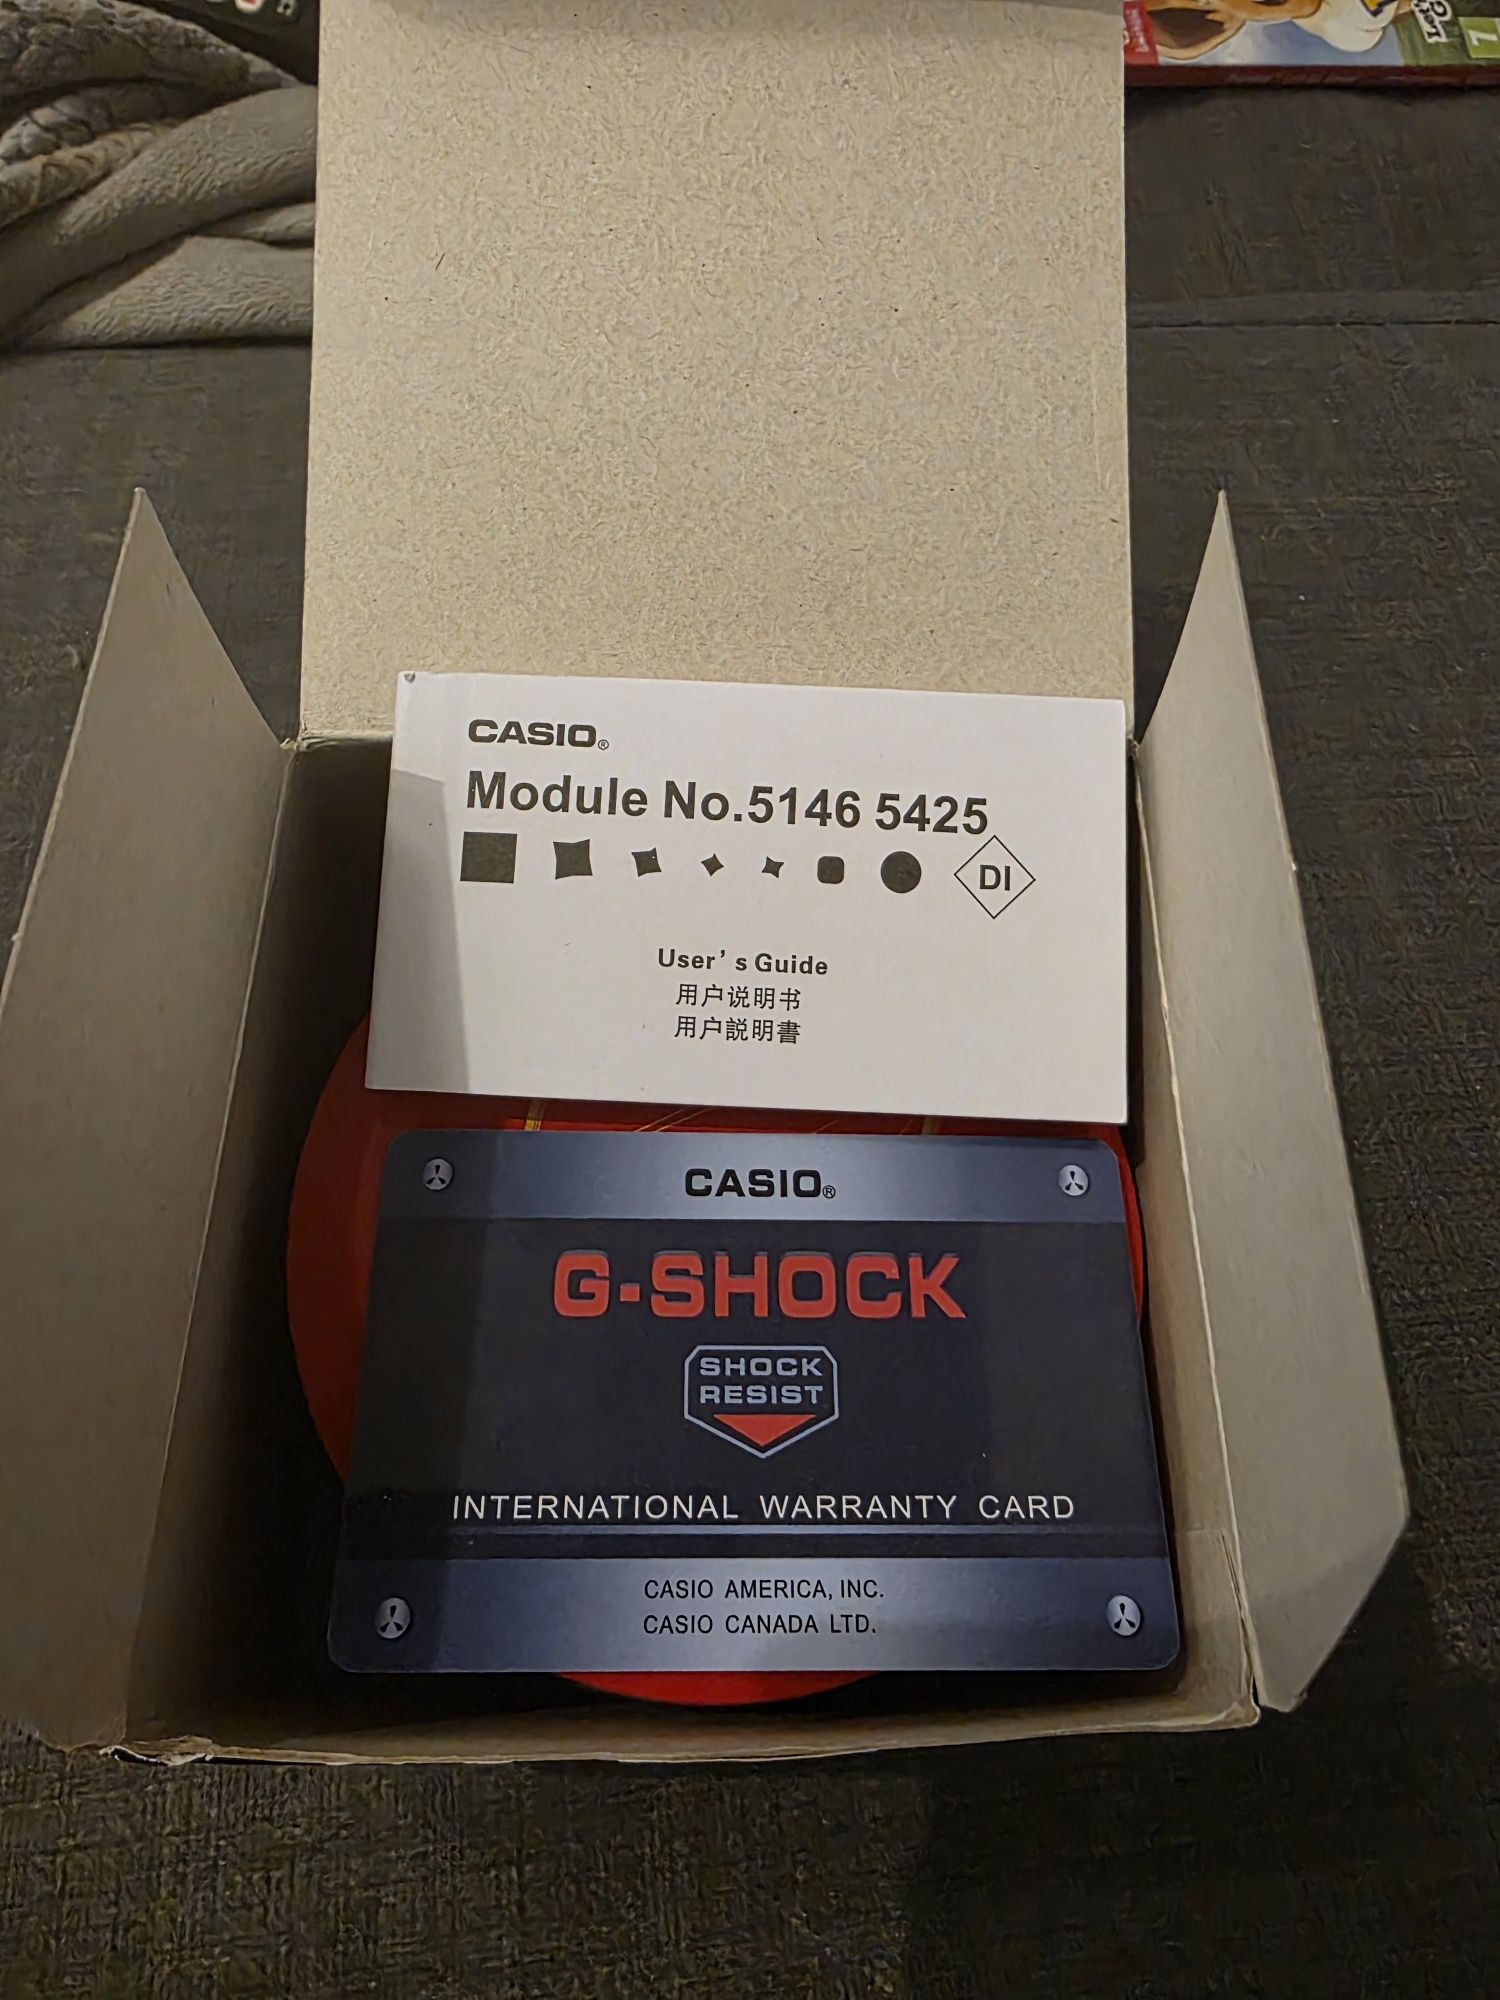 CASIO®
Module No.5146 5425
DI
User's Guide
用户说明书
用户説明書
CASIO®
G-SHOCK
SHOCK
RESIST
INTERNATIONAL WARRANTY CARD
CASIO AMERICA, INC.
CASIO CANADA LTD.